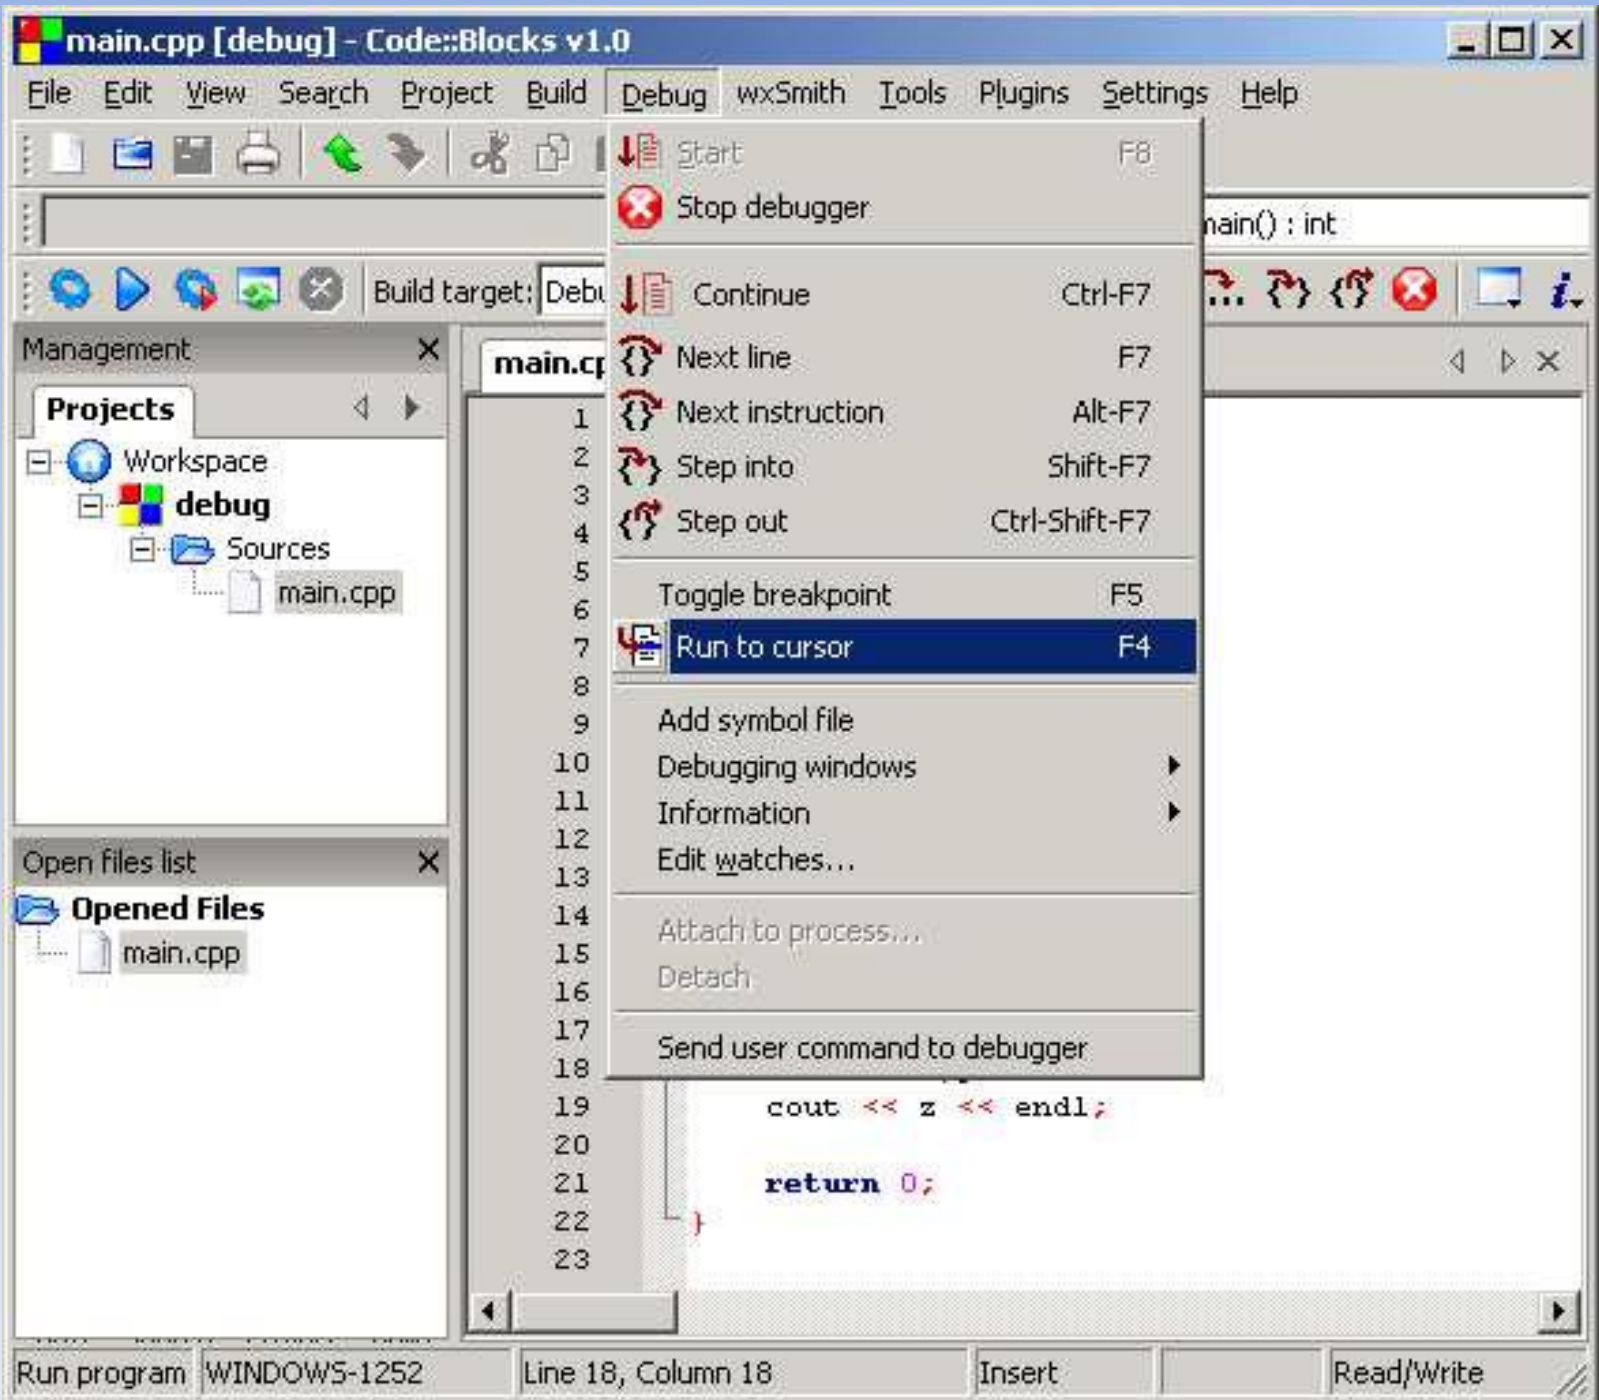 main.cpp [debug] - Code::Blocks v1.0
File Edit View Search Project Build Debug wxSmith Tools Plugins Settings Help
Start F8
Stop debugger
main() : int
Build target: Debu
Continue Ctrl-F7
Next line F7
Next instruction Alt-F7
Step into Shift-F7
Step out Ctrl-Shift-F7
Toggle breakpoint F5
Run to cursor F4
Add symbol file
Debugging windows
Information
Edit watches...
Attach to process...
Detach
Send user command to debugger
Management
Projects
Workspace
debug
Sources
main.cpp
Open files list
Opened Files
main.cpp
main.cp
1
2
3
4
5
6
7
8
9
10
11
12
13
14
15
16
17
18
19 cout << z << endl;
20
21 return 0;
22 }
23
Run program WINDOWS-1252 Line 18, Column 18 Insert Read/Write